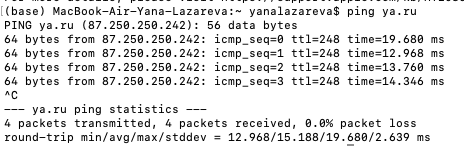 [(base) MacBook-Air-Yana-Lazareva:~ yanalazareva$ ping ya.ru
PING ya.ru (87.250.250.242): 56 data bytes
64 bytes from 87.250.250.242: icmp_seq=0 ttl=248 time=19.680 ms
64 bytes from 87.250.250.242: icmp_seq=1 ttl=248 time=12.968 ms
64 bytes from 87.250.250.242: icmp_seq=2 ttl=248 time=13.760 ms
64 bytes from 87.250.250.242: icmp_seq=3 ttl=248 time=14.346 ms
^C
--- ya.ru ping statistics ---
4 packets transmitted, 4 packets received, 0.0% packet loss
round-trip min/avg/max/stddev = 12.968/15.188/19.680/2.639 ms